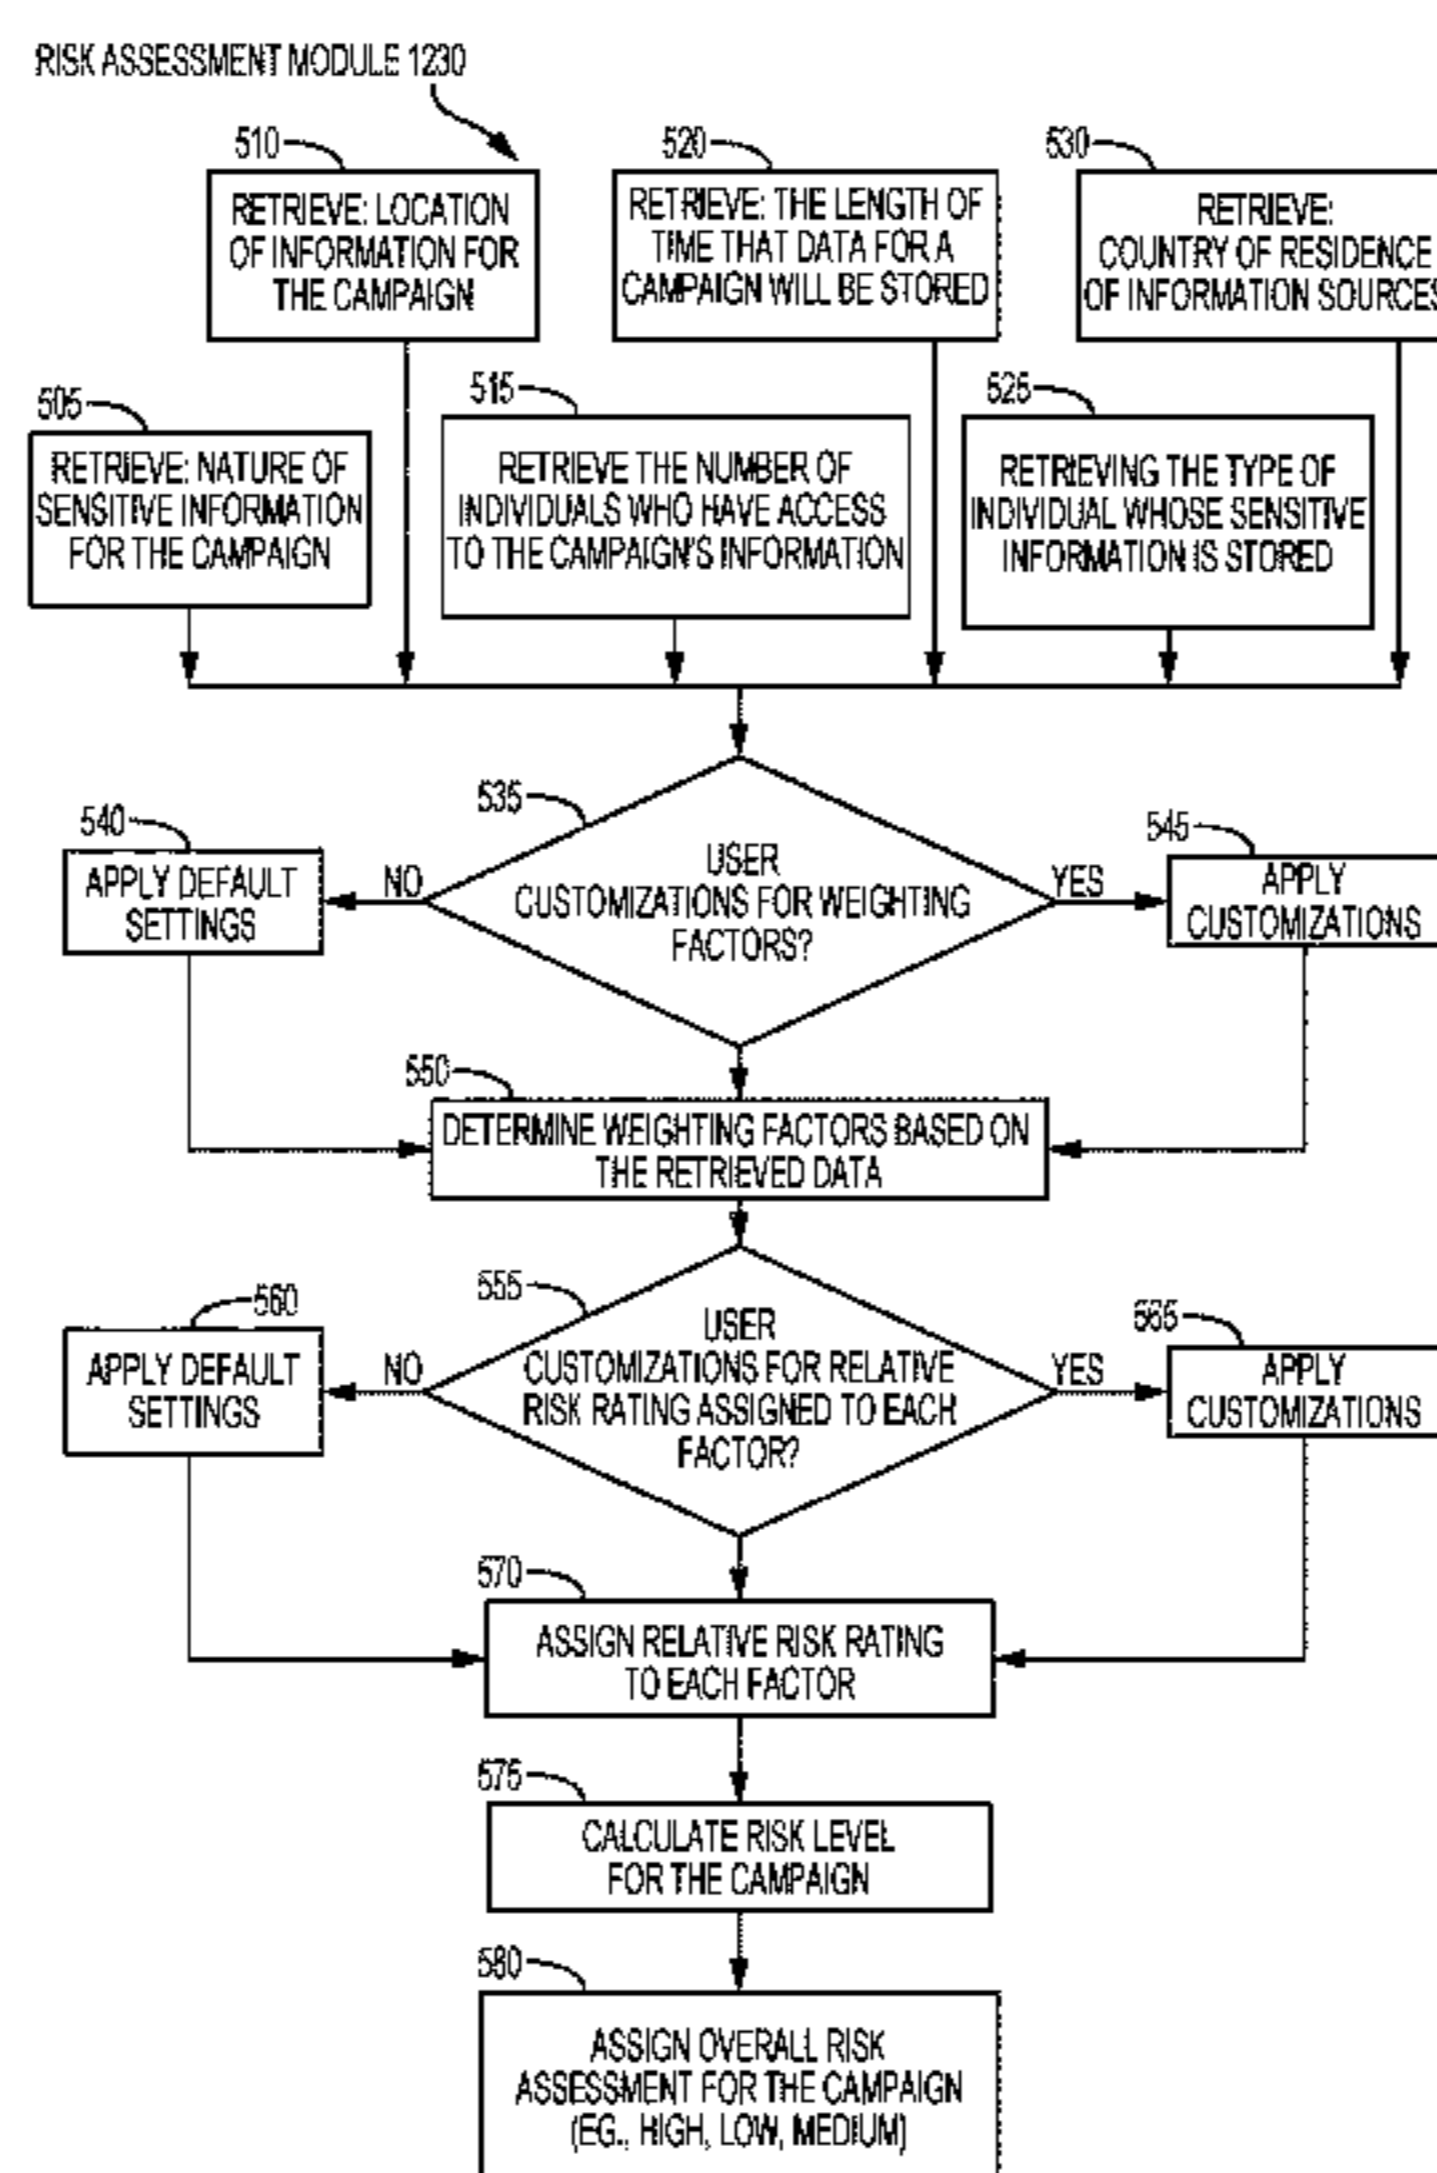 RISK ASSESSMENT MODULE 1230
510
RETRIEVE: LOCATION
OF INFORMATION FOR
THE CAMPAIGN
520
RETRIEVE: THE LENGTH OF
TIME THAT DATA FOR A
CAMPAIGN WILL BE STORED
530
RETRIEVE:
COUNTRY OF RESIDENCE
OF INFORMATION SOURCES
505
RETRIEVE: NATURE OF
SENSITIVE INFORMATION
FOR THE CAMPAIGN
515
RETRIEVE THE NUMBER OF
INDIVIDUALS WHO HAVE ACCESS
TO THE CAMPAIGN'S INFORMATION
525
RETRIEVING THE TYPE OF
INDIVIDUAL WHOSE SENSITIVE
INFORMATION IS STORED
535
USER
CUSTOMIZATIONS FOR WEIGHTING
FACTORS?
NO
YES
540
APPLY DEFAULT
SETTINGS
545
APPLY
CUSTOMIZATIONS
550
DETERMINE WEIGHTING FACTORS BASED ON
THE RETRIEVED DATA
555
USER
CUSTOMIZATIONS FOR RELATIVE
RISK RATING ASSIGNED TO EACH
FACTOR?
NO
YES
560
APPLY DEFAULT
SETTINGS
565
APPLY
CUSTOMIZATIONS
570
ASSIGN RELATIVE RISK RATING
TO EACH FACTOR
575
CALCULATE RISK LEVEL
FOR THE CAMPAIGN
580
ASSIGN OVERALL RISK
ASSESSMENT FOR THE CAMPAIGN
(EG., HIGH, LOW, MEDIUM)